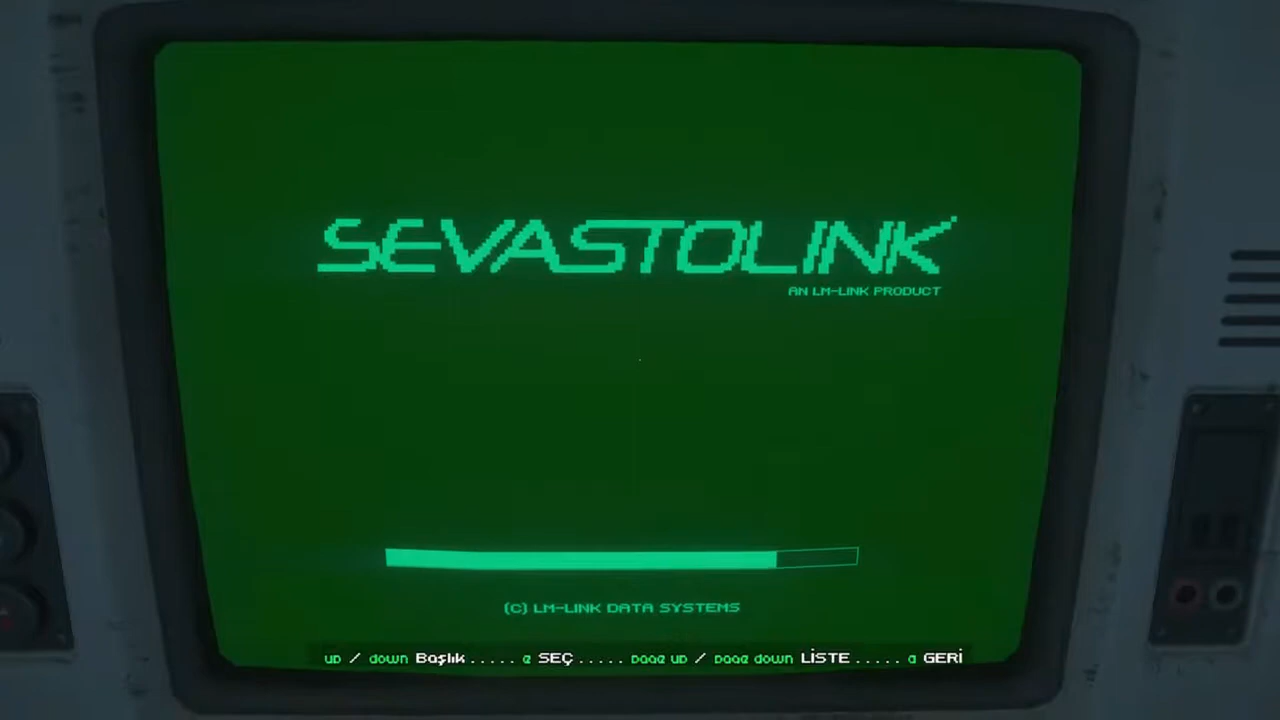 SEVASTOLINK
AN LM-LINK PRODUCT
(C) LM-LINK DATA SYSTEMS
up / down Başlık ..... e SEÇ ..... page up / page down LİSTE ..... q GERİ